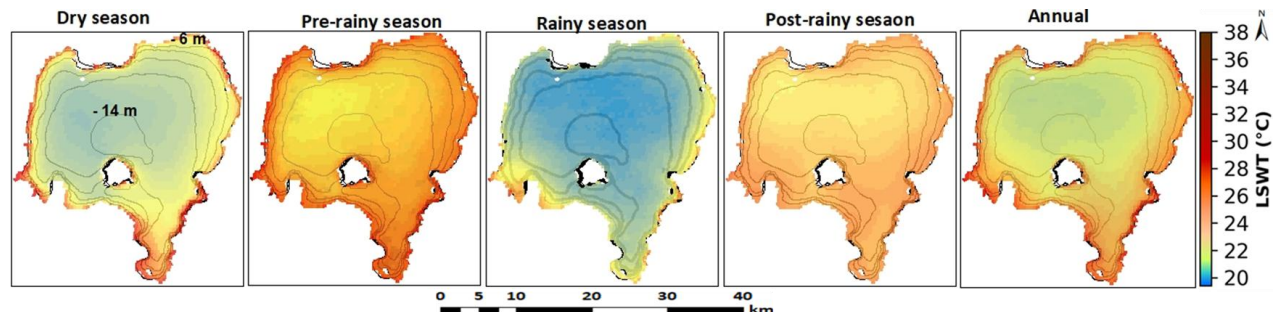 Dry season
Pre-rainy season
Rainy season
Post-rainy sesaon
Annual
N
- 6 m
- 14 m
38
36
34
32
30
28
26
24
22
20
LSWT (°C)
0 5 10 20 30 40
km